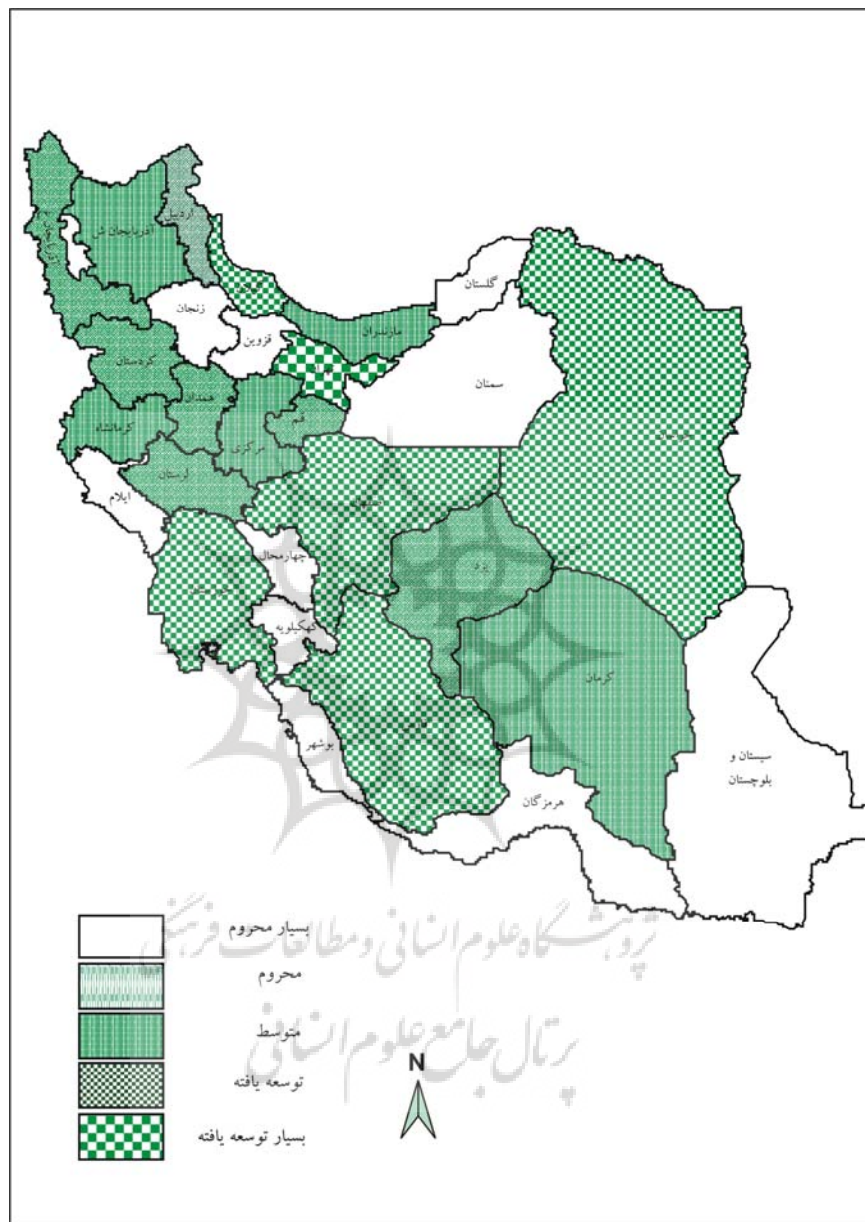 اردبیل
آذربایجان ش
گلستان
زنجان
مازندران
قزوین
کردستان
سمنان
همدان
قم
کرمانشاه
مرکزی
لرستان
ایلام
چهارمحال
یزد
کهکیلویه
کرمان
فارس
بوشهر
سیستان و
بلوچستان
هرمزگان
بسیار محروم
محروم
متوسط
توسعه یافته
بسیار توسعه یافته
پژوهشگاه علوم انسانی و مطالعات فرهنگی
پرتال جامع علوم انسانی
N